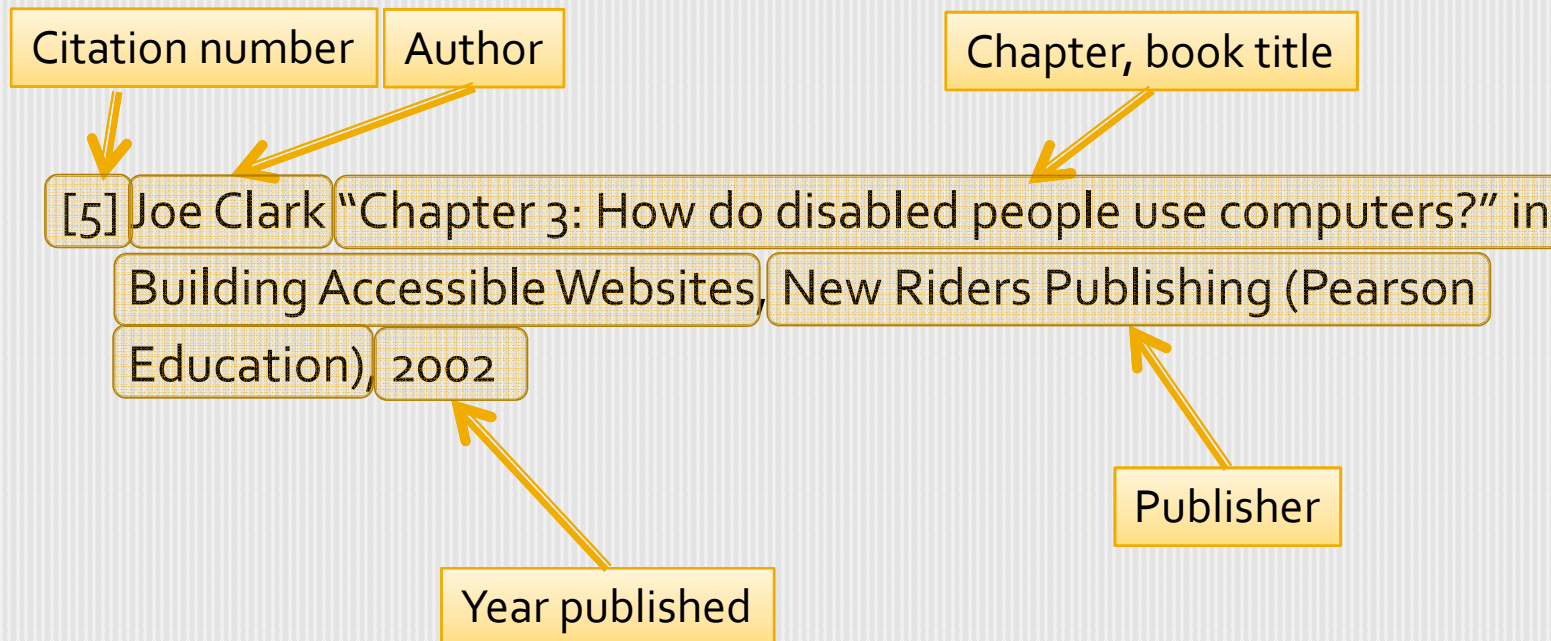 Citation number
Author
Chapter, book title
[5] Joe Clark “Chapter 3: How do disabled people use computers?” in
Building Accessible Websites, New Riders Publishing (Pearson
Education), 2002
Publisher
Year published